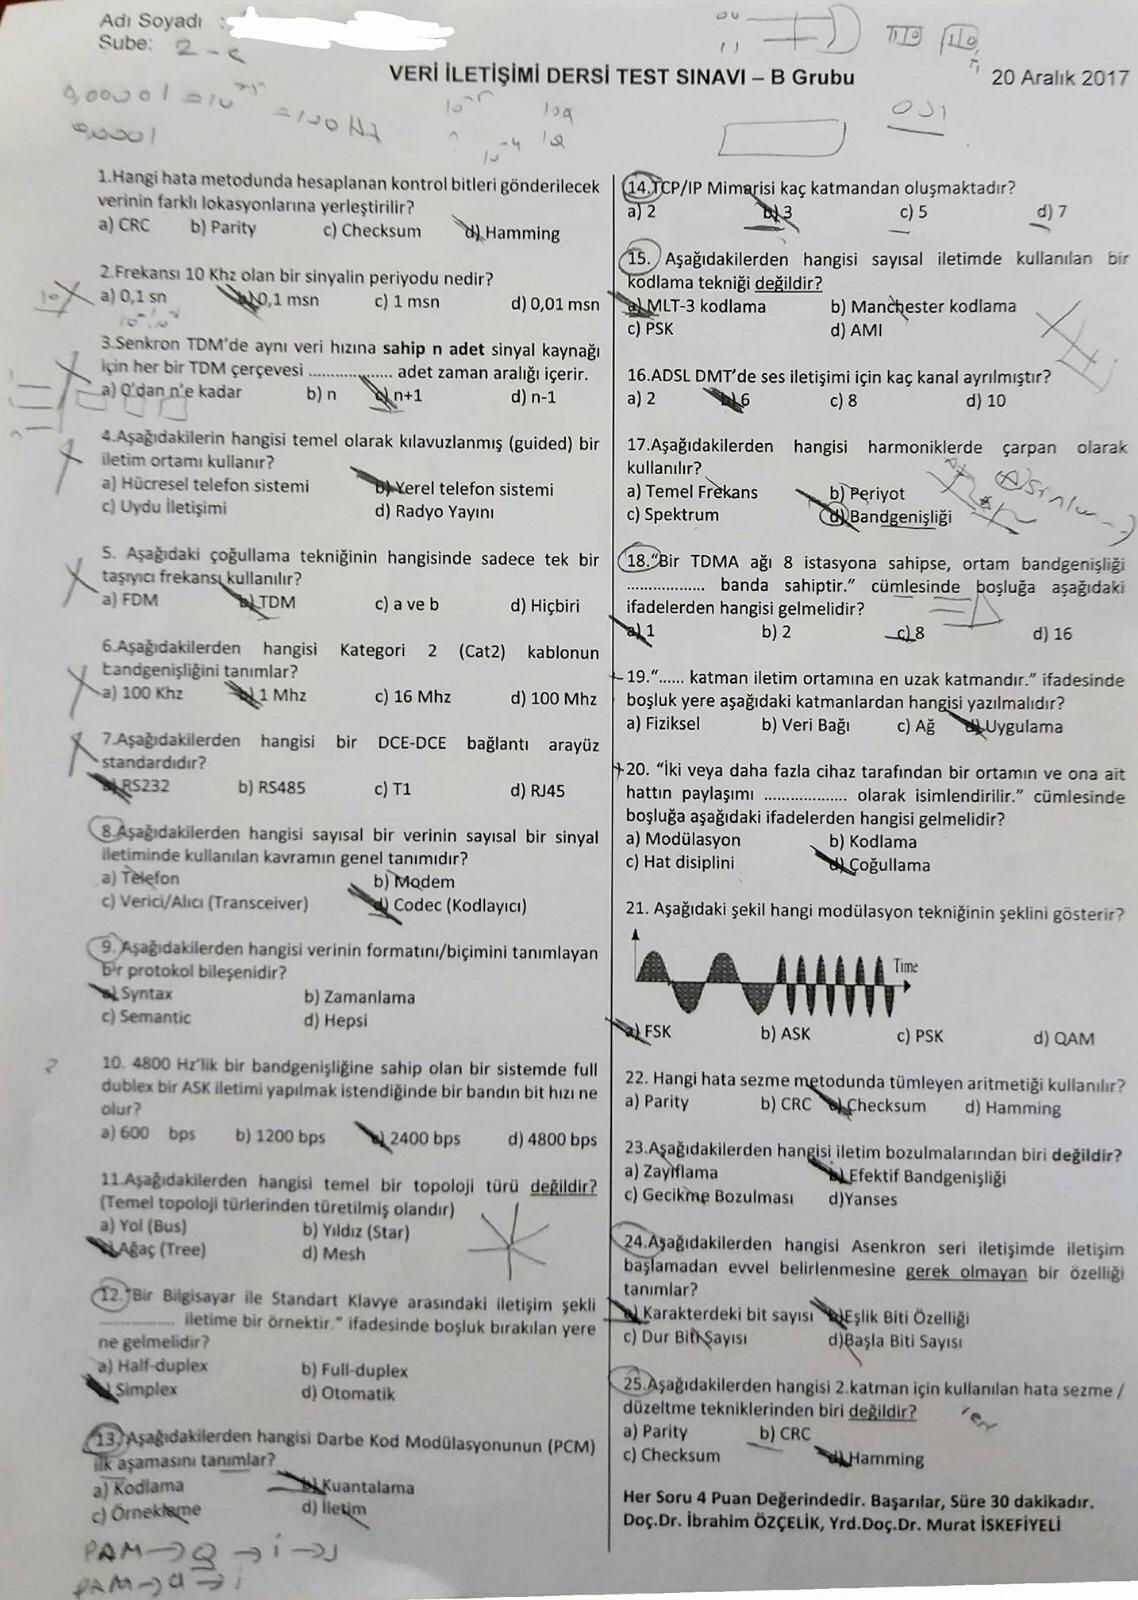 Adı Soyadı :
Sube: 2-c
VERİ İLETİŞİMİ DERSİ TEST SINAVI – B Grubu
20 Aralık 2017
1.Hangi hata metodunda hesaplanan kontrol bitleri gönderilecek
verinin farklı lokasyonlarına yerleştirilir?
a) CRC b) Parity c) Checksum d) Hamming
2.Frekansı 10 Khz olan bir sinyalin periyodu nedir?
a) 0,1 sn b) 0,1 msn c) 1 msn d) 0,01 msn
3.Senkron TDM'de aynı veri hızına sahip n adet sinyal kaynağı
için her bir TDM çerçevesi .................. adet zaman aralığı içerir.
a) 0'dan n'e kadar b) n c) n+1 d) n-1
4.Aşağıdakilerin hangisi temel olarak kılavuzlanmış (guided) bir
iletim ortamı kullanır?
a) Hücresel telefon sistemi b) Yerel telefon sistemi
c) Uydu İletişimi d) Radyo Yayını
5. Aşağıdaki çoğullama tekniğinin hangisinde sadece tek bir
taşıyıcı frekansı kullanılır?
a) FDM b) TDM c) a ve b d) Hiçbiri
6.Aşağıdakilerden hangisi Kategori 2 (Cat2) kablonun
bandgenişliğini tanımlar?
a) 100 Khz b) 1 Mhz c) 16 Mhz d) 100 Mhz
7.Aşağıdakilerden hangisi bir DCE-DCE bağlantı arayüz
standardıdır?
a) RS232 b) RS485 c) T1 d) RJ45
8.Aşağıdakilerden hangisi sayısal bir verinin sayısal bir sinyal
iletiminde kullanılan kavramın genel tanımıdır?
a) Telefon b) Modem
c) Verici/Alıcı (Transceiver) d) Codec (Kodlayıcı)
9. Aşağıdakilerden hangisi verinin formatını/biçimini tanımlayan
bir protokol bileşenidir?
a) Syntax b) Zamanlama
c) Semantic d) Hepsi
10. 4800 Hz'lik bir bandgenişliğine sahip olan bir sistemde full
dublex bir ASK iletimi yapılmak istendiğinde bir bandın bit hızı ne
olur?
a) 600 bps b) 1200 bps c) 2400 bps d) 4800 bps
11.Aşağıdakilerden hangisi temel bir topoloji türü değildir?
(Temel topoloji türlerinden türetilmiş olandır)
a) Yol (Bus) b) Yıldız (Star)
c) Ağaç (Tree) d) Mesh
12."Bir Bilgisayar ile Standart Klavye arasındaki iletişim şekli
.................. iletime bir örnektir." ifadesinde boşluk bırakılan yere
ne gelmelidir?
a) Half-duplex b) Full-duplex
c) Simplex d) Otomatik
13.Aşağıdakilerden hangisi Darbe Kod Modülasyonunun (PCM)
ilk aşamasını tanımlar?
a) Kodlama b) Kuantalama
c) Örnekleme d) İletim
14.TCP/IP Mimarisi kaç katmandan oluşmaktadır?
a) 2 b) 3 c) 5 d) 7
15. Aşağıdakilerden hangisi sayısal iletimde kullanılan bir
kodlama tekniği değildir?
a) MLT-3 kodlama b) Manchester kodlama
c) PSK d) AMI
16.ADSL DMT'de ses iletişimi için kaç kanal ayrılmıştır?
a) 2 b) 6 c) 8 d) 10
17.Aşağıdakilerden hangisi harmoniklerde çarpan olarak
kullanılır?
a) Temel Frekans b) Periyot
c) Spektrum d) Bandgenişliği
18."Bir TDMA ağı 8 istasyona sahipse, ortam bandgenişliği
.................. banda sahiptir." cümlesinde boşluğa aşağıdaki
ifadelerden hangisi gelmelidir?
a) 1 b) 2 c) 8 d) 16
19."...... katman iletim ortamına en uzak katmandır." ifadesinde
boşluk yere aşağıdaki katmanlardan hangisi yazılmalıdır?
a) Fiziksel b) Veri Bağı c) Ağ d) Uygulama
20. "İki veya daha fazla cihaz tarafından bir ortamın ve ona ait
hattın paylaşımı .................. olarak isimlendirilir." cümlesinde
boşluğa aşağıdaki ifadelerden hangisi gelmelidir?
a) Modülasyon b) Kodlama
c) Hat disiplini d) Çoğullama
21. Aşağıdaki şekil hangi modülasyon tekniğinin şeklini gösterir?
Time
a) FSK b) ASK c) PSK d) QAM
22. Hangi hata sezme metodunda tümleyen aritmetiği kullanılır?
a) Parity b) CRC c) Checksum d) Hamming
23.Aşağıdakilerden hangisi iletim bozulmalarından biri değildir?
a) Zayıflama b) Efektif Bandgenişliği
c) Gecikme Bozulması d)Yanses
24.Aşağıdakilerden hangisi Asenkron seri iletişimde iletişim
başlamadan evvel belirlenmesine gerek olmayan bir özelliği
tanımlar?
a) Karakterdeki bit sayısı b)Eşlik Biti Özelliği
c) Dur Biti Sayısı d)Başla Biti Sayısı
25.Aşağıdakilerden hangisi 2.katman için kullanılan hata sezme /
düzeltme tekniklerinden biri değildir?
a) Parity b) CRC
c) Checksum d) Hamming
Her Soru 4 Puan Değerindedir. Başarılar, Süre 30 dakikadır.
Doç.Dr. İbrahim ÖZÇELİK, Yrd.Doç.Dr. Murat İSKEFİYELİ